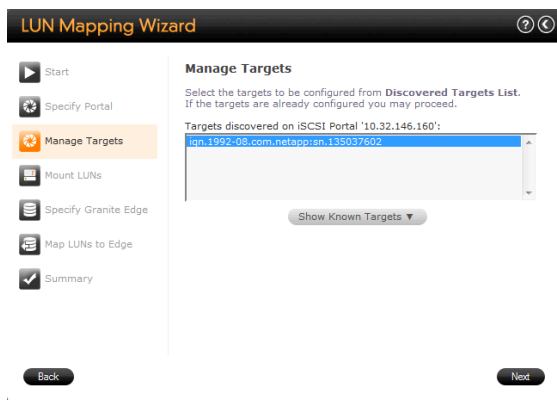 LUN Mapping Wizard
Start
Specify Portal
Manage Targets
Mount LUNs
Specify Granite Edge
Map LUNs to Edge
Summary
Manage Targets
Select the targets to be configured from Discovered Targets List.
If the targets are already configured you may proceed.
Targets discovered on iSCSI Portal '10.32.146.160':
iqn.1992-08.com.netapp:sn.135037602
Show Known Targets ▼
Back
Next